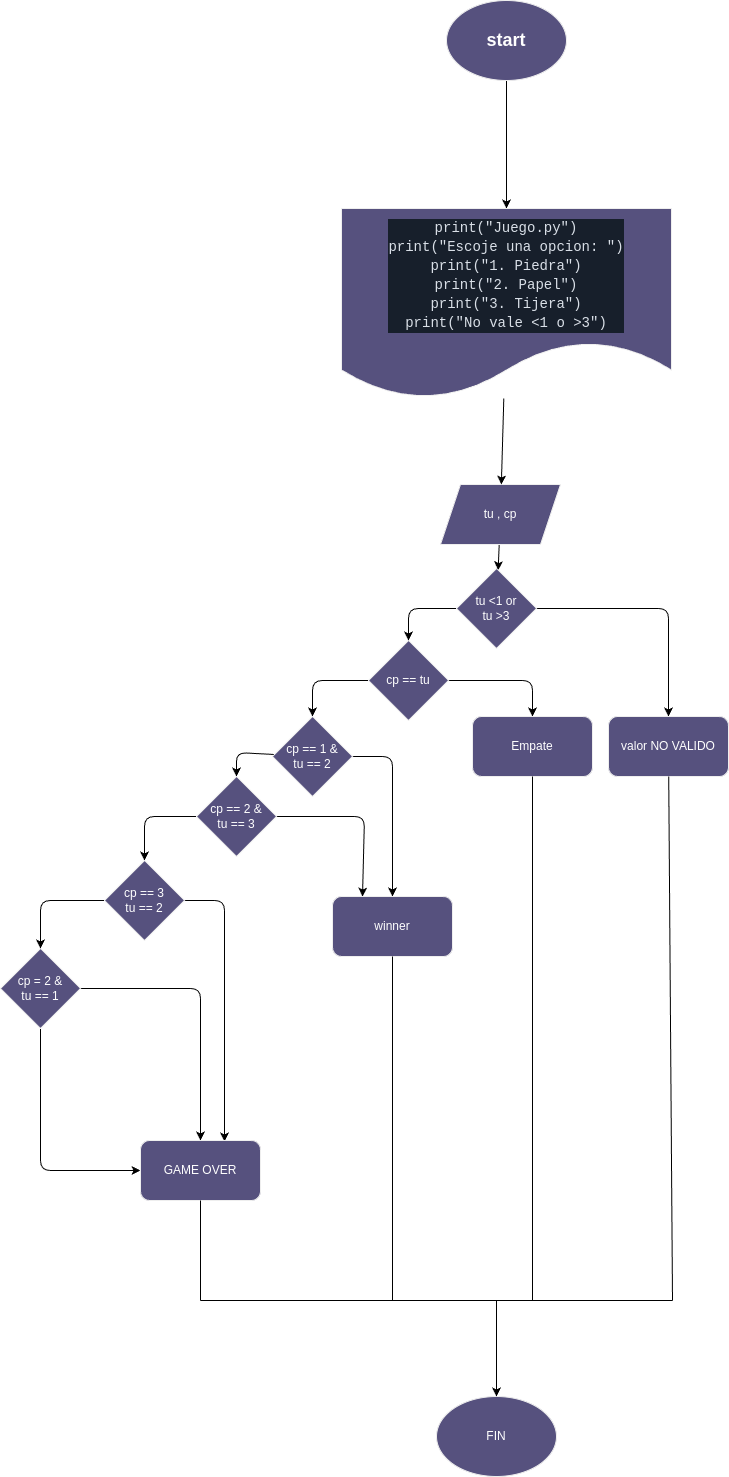 start
print("Juego.py")
print("Escoje una opcion: ")
print("1. Piedra")
print("2. Papel")
print("3. Tijera")
print("No vale <1 o >3")
tu , cp
tu <1 or
tu >3
cp == tu
cp == 1 &
tu == 2
Empate
valor NO VALIDO
cp == 2 &
tu == 3
cp == 3
tu == 2
winner
cp = 2 &
tu == 1
GAME OVER
FIN